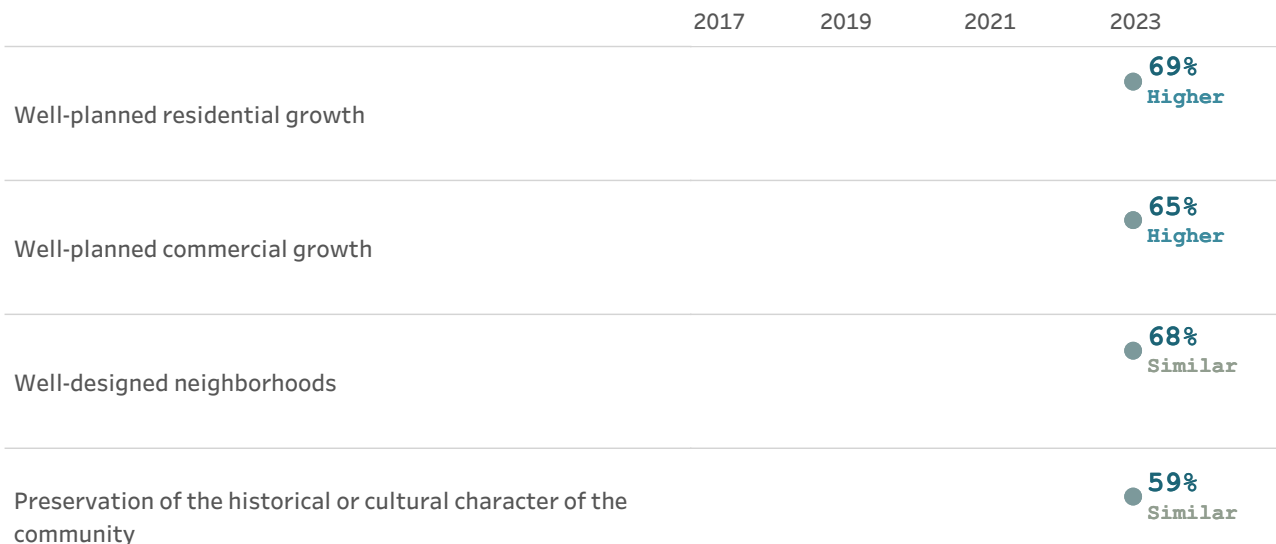 2017 2019 2021 2023
69%
Higher
Well-planned residential growth
65%
Higher
Well-planned commercial growth
68%
Similar
Well-designed neighborhoods
59%
Similar
Preservation of the historical or cultural character of the
community